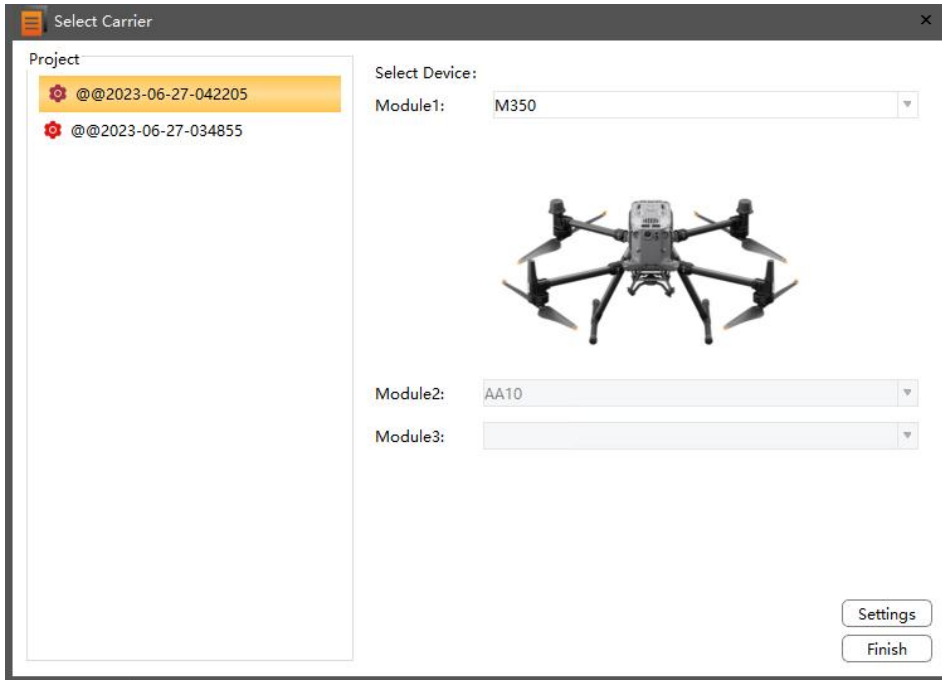 Select Carrier
Project
@@2023-06-27-042205
@@2023-06-27-034855
Select Device:
Module1: M350
Module2: AA10
Module3:
Settings
Finish